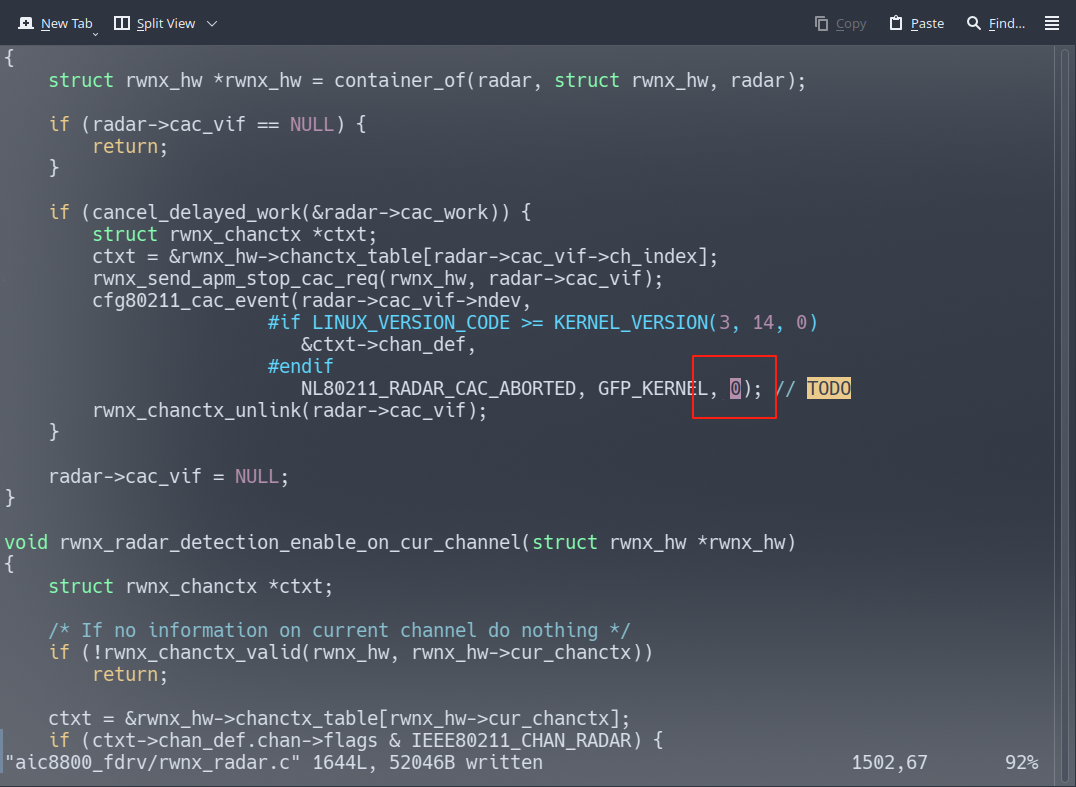 New Tab Split View Copy Paste Find...
{
    struct rwnx_hw *rwnx_hw = container_of(radar, struct rwnx_hw, radar);
    if (radar->cac_vif == NULL) {
        return;
    }
    if (cancel_delayed_work(&radar->cac_work)) {
        struct rwnx_chanctx *ctxt;
        ctxt = &rwnx_hw->chanctx_table[radar->cac_vif->ch_index];
        rwnx_send_apm_stop_cac_req(rwnx_hw, radar->cac_vif);
        cfg80211_cac_event(radar->cac_vif->ndev,
                        #if LINUX_VERSION_CODE >= KERNEL_VERSION(3, 14, 0)
                           &ctxt->chan_def,
                        #endif
                           NL80211_RADAR_CAC_ABORTED, GFP_KERNEL, 0); // TODO
        rwnx_chanctx_unlink(radar->cac_vif);
    }
    radar->cac_vif = NULL;
}
void rwnx_radar_detection_enable_on_cur_channel(struct rwnx_hw *rwnx_hw)
{
    struct rwnx_chanctx *ctxt;
    /* If no information on current channel do nothing */
    if (!rwnx_chanctx_valid(rwnx_hw, rwnx_hw->cur_chanctx))
        return;
    ctxt = &rwnx_hw->chanctx_table[rwnx_hw->cur_chanctx];
    if (ctxt->chan_def.chan->flags & IEEE80211_CHAN_RADAR) {
"aic8800_fdrv/rwnx_radar.c" 1644L, 52046B written 1502,67 92%